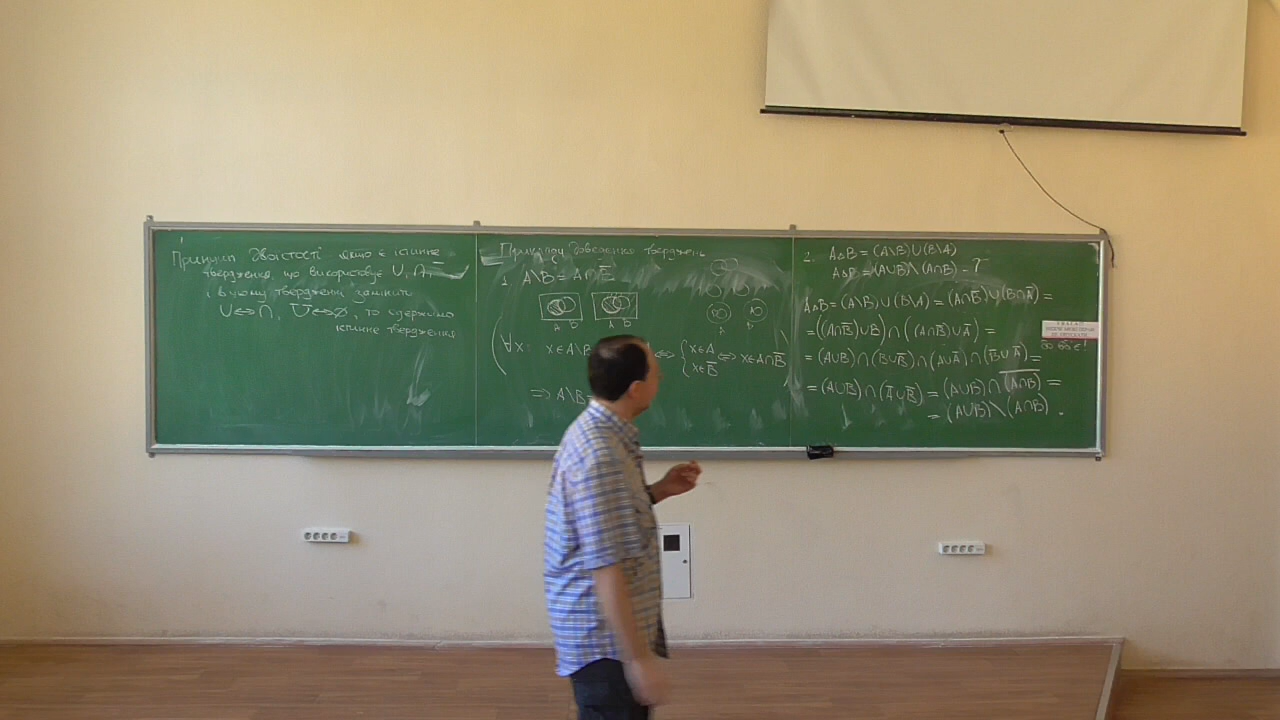 Принцип двоїстості якщо є істинне
твердження, що використовує U, ∩, ‾
і в цьому твердженні замінити
U↔∩, U↔∅, то одержимо
істинне твердження
Приклади доведення тверджень
1. A\B = A∩B̅
A B
A B
(∀x: x∈A\B ⇔ {x∈A x∈B̅ ⇔ x∈A∩B̅)
⇒ A\B=
2. A△B = (A\B)∪(B\A)
A△B = (A∪B)\(A∩B) - T
A△B = (A\B)∪(B\A) = (A∩B̅)∪(B∩A̅) =
= ((A∩B̅)∪B)∩((A∩B̅)∪A̅) =
= (A∪B)∩(B∪B̅)∩(A∪A̅)∩(B̅∪A̅) =
= (A∪B)∩(A̅∪B̅) = (A∪B)∩(A∩B)‾ =
= (A∪B)\(A∩B).